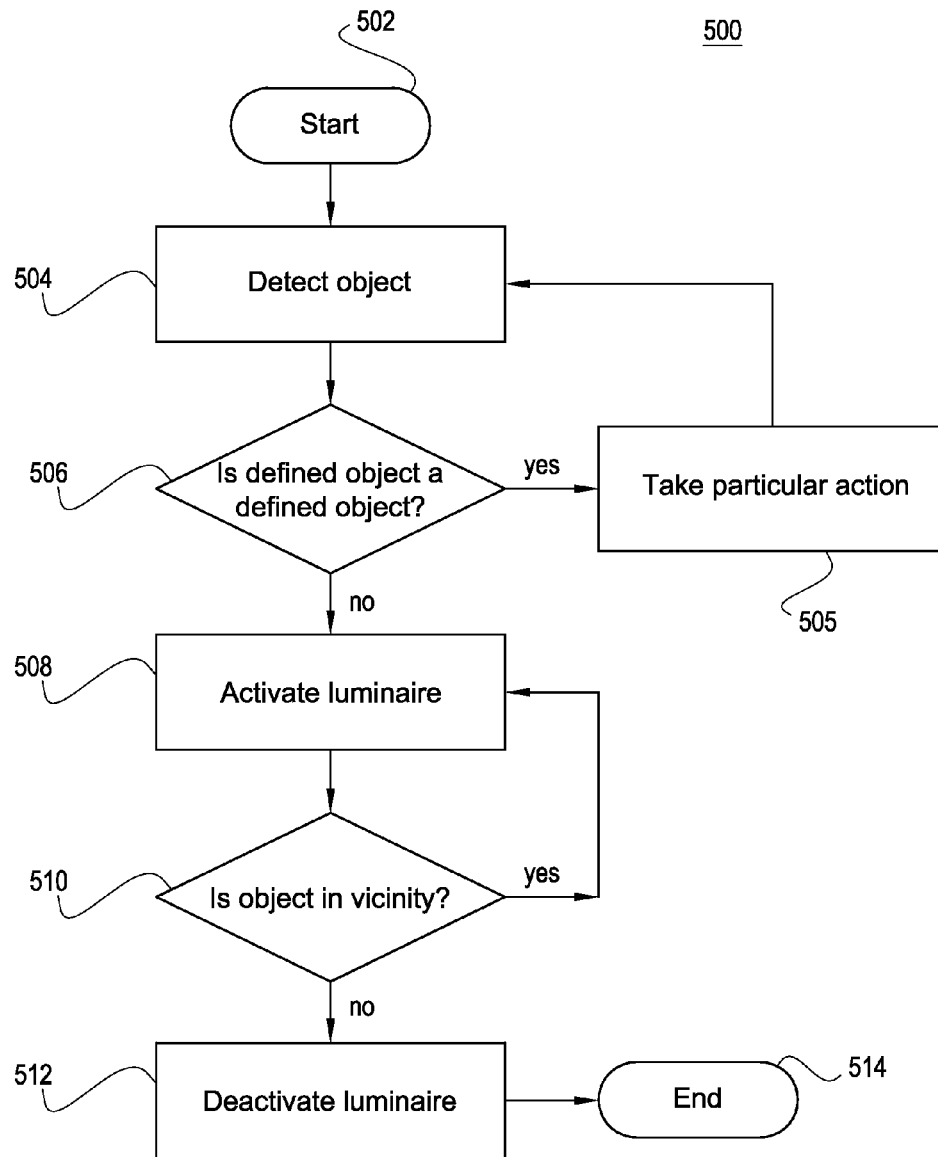 502
500
Start
504
Detect object
506
Is defined object a
defined object?
yes
Take particular action
505
no
508
Activate luminaire
510
Is object in vicinity?
yes
no
512
Deactivate luminaire
End
514